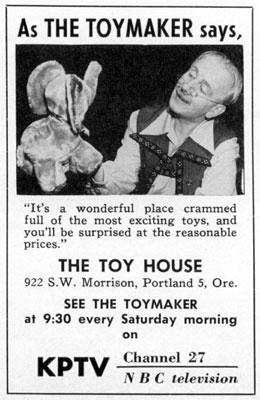 As THE TOYMAKER says,
"It's a wonderful place crammed
full of the most exciting toys, and
you'll be surprised at the reasonable
prices."
THE TOY HOUSE
922 S.W. Morrison, Portland 5, Ore.
SEE THE TOYMAKER
at 9:30 every Saturday morning
on
KPTV
Channel 27
NBC television